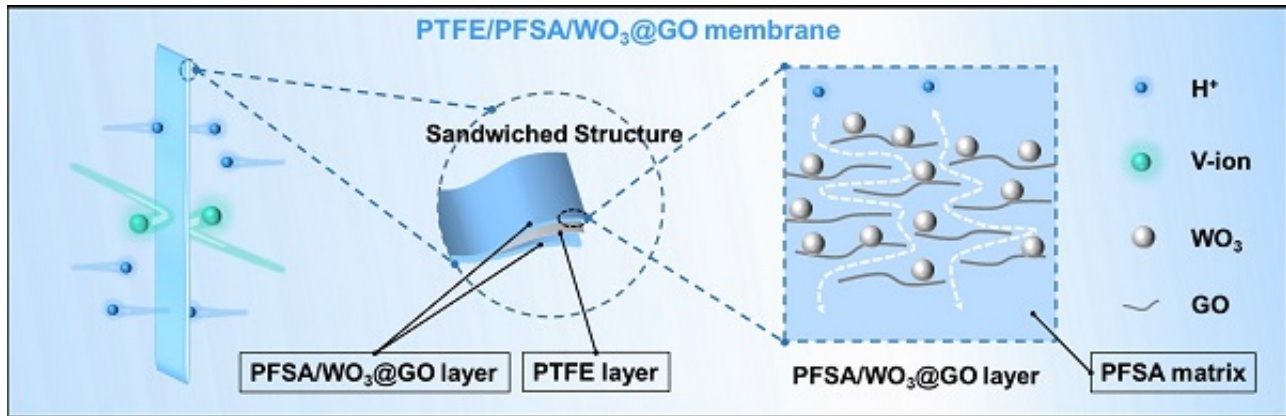 PTFE/PFSA/WO₃@GO membrane
Sandwiched Structure
PFSA/WO₃@GO layer
PTFE layer
PFSA/WO₃@GO layer
H⁺
V-ion
WO₃
GO
PFSA matrix